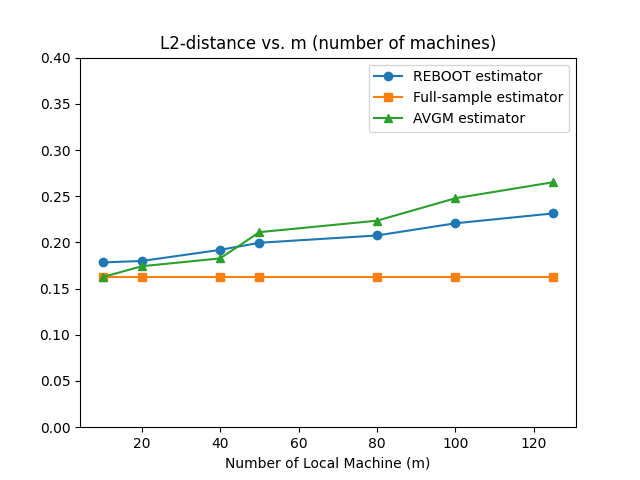 L2-distance vs. m (number of machines)
0.40
0.35
0.30
0.25
0.20
0.15
0.10
0.05
0.00
REBOOT estimator
Full-sample estimator
AVGM estimator
20 40 60 80 100 120
Number of Local Machine (m)